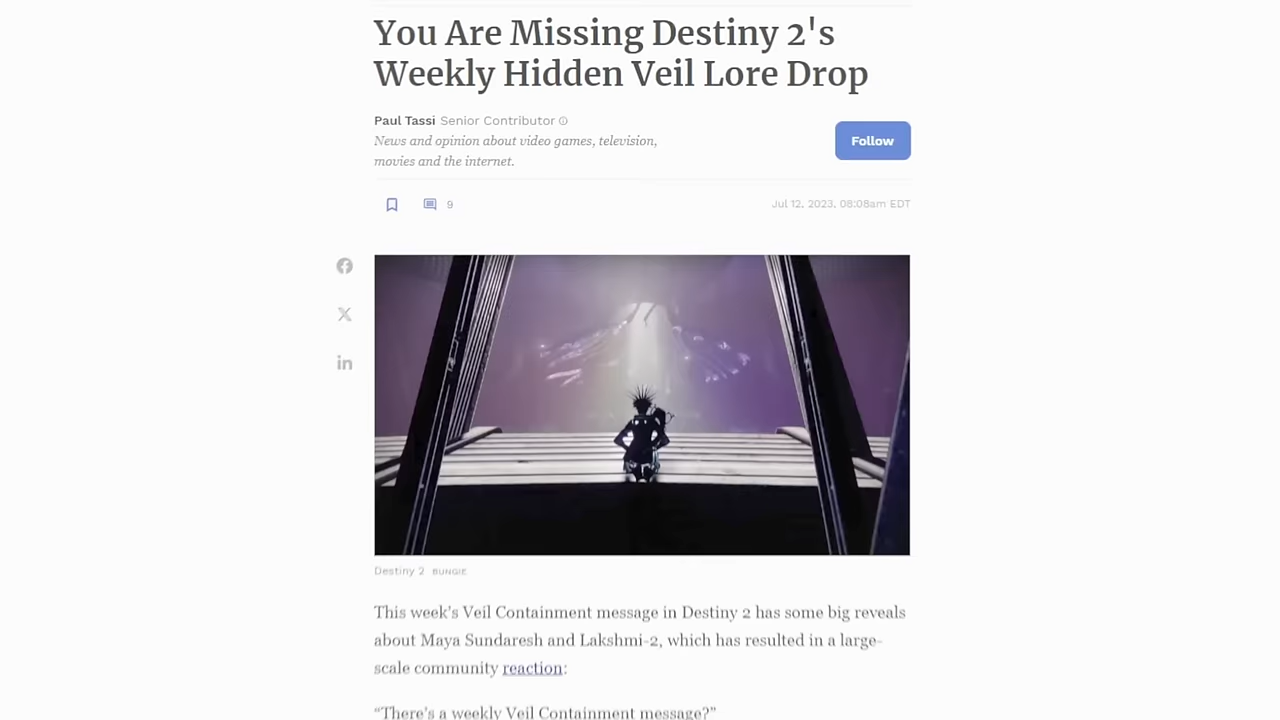 You Are Missing Destiny 2's
Weekly Hidden Veil Lore Drop
Paul Tassi Senior Contributor
News and opinion about video games, television,
movies and the internet.
Follow
9
Jul 12, 2023, 08:08am EDT
Destiny 2 BUNGIE
This week's Veil Containment message in Destiny 2 has some big reveals
about Maya Sundaresh and Lakshmi-2, which has resulted in a large-
scale community reaction:
“There's a weekly Veil Containment message?”